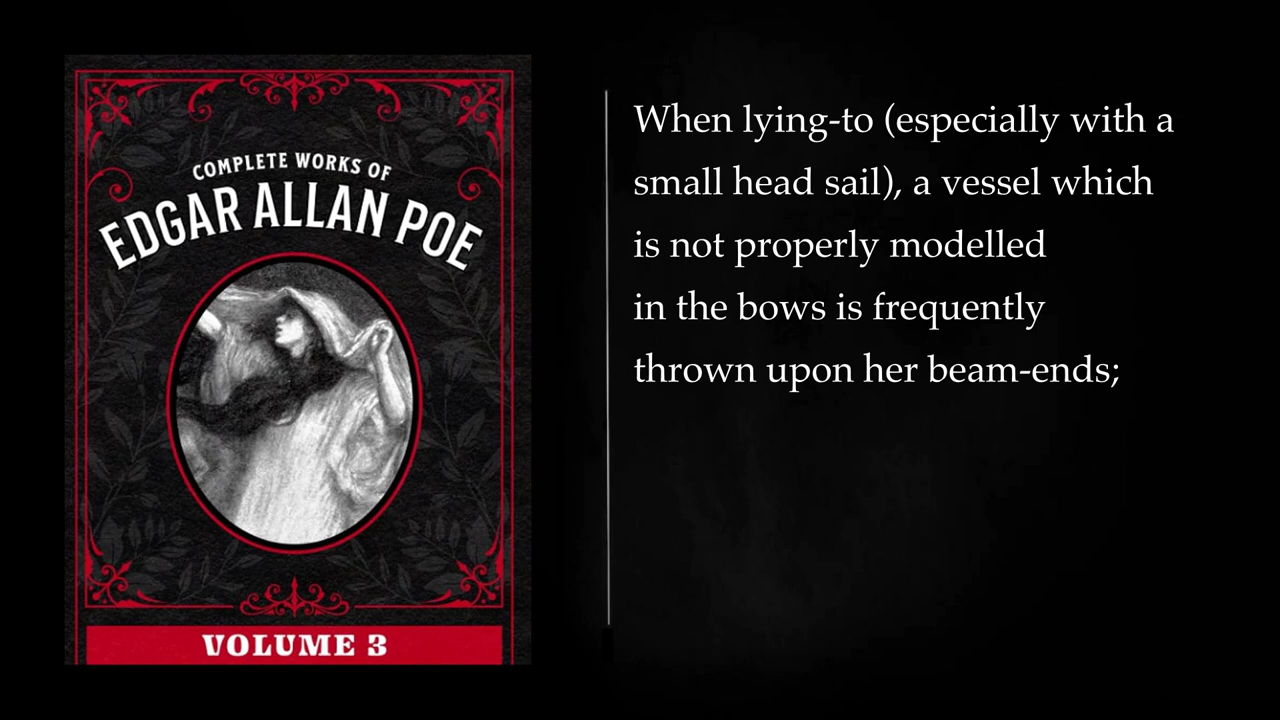 COMPLETE WORKS OF
EDGAR ALLAN POE
VOLUME 3
When lying-to (especially with a
small head sail), a vessel which
is not properly modelled
in the bows is frequently
thrown upon her beam-ends;